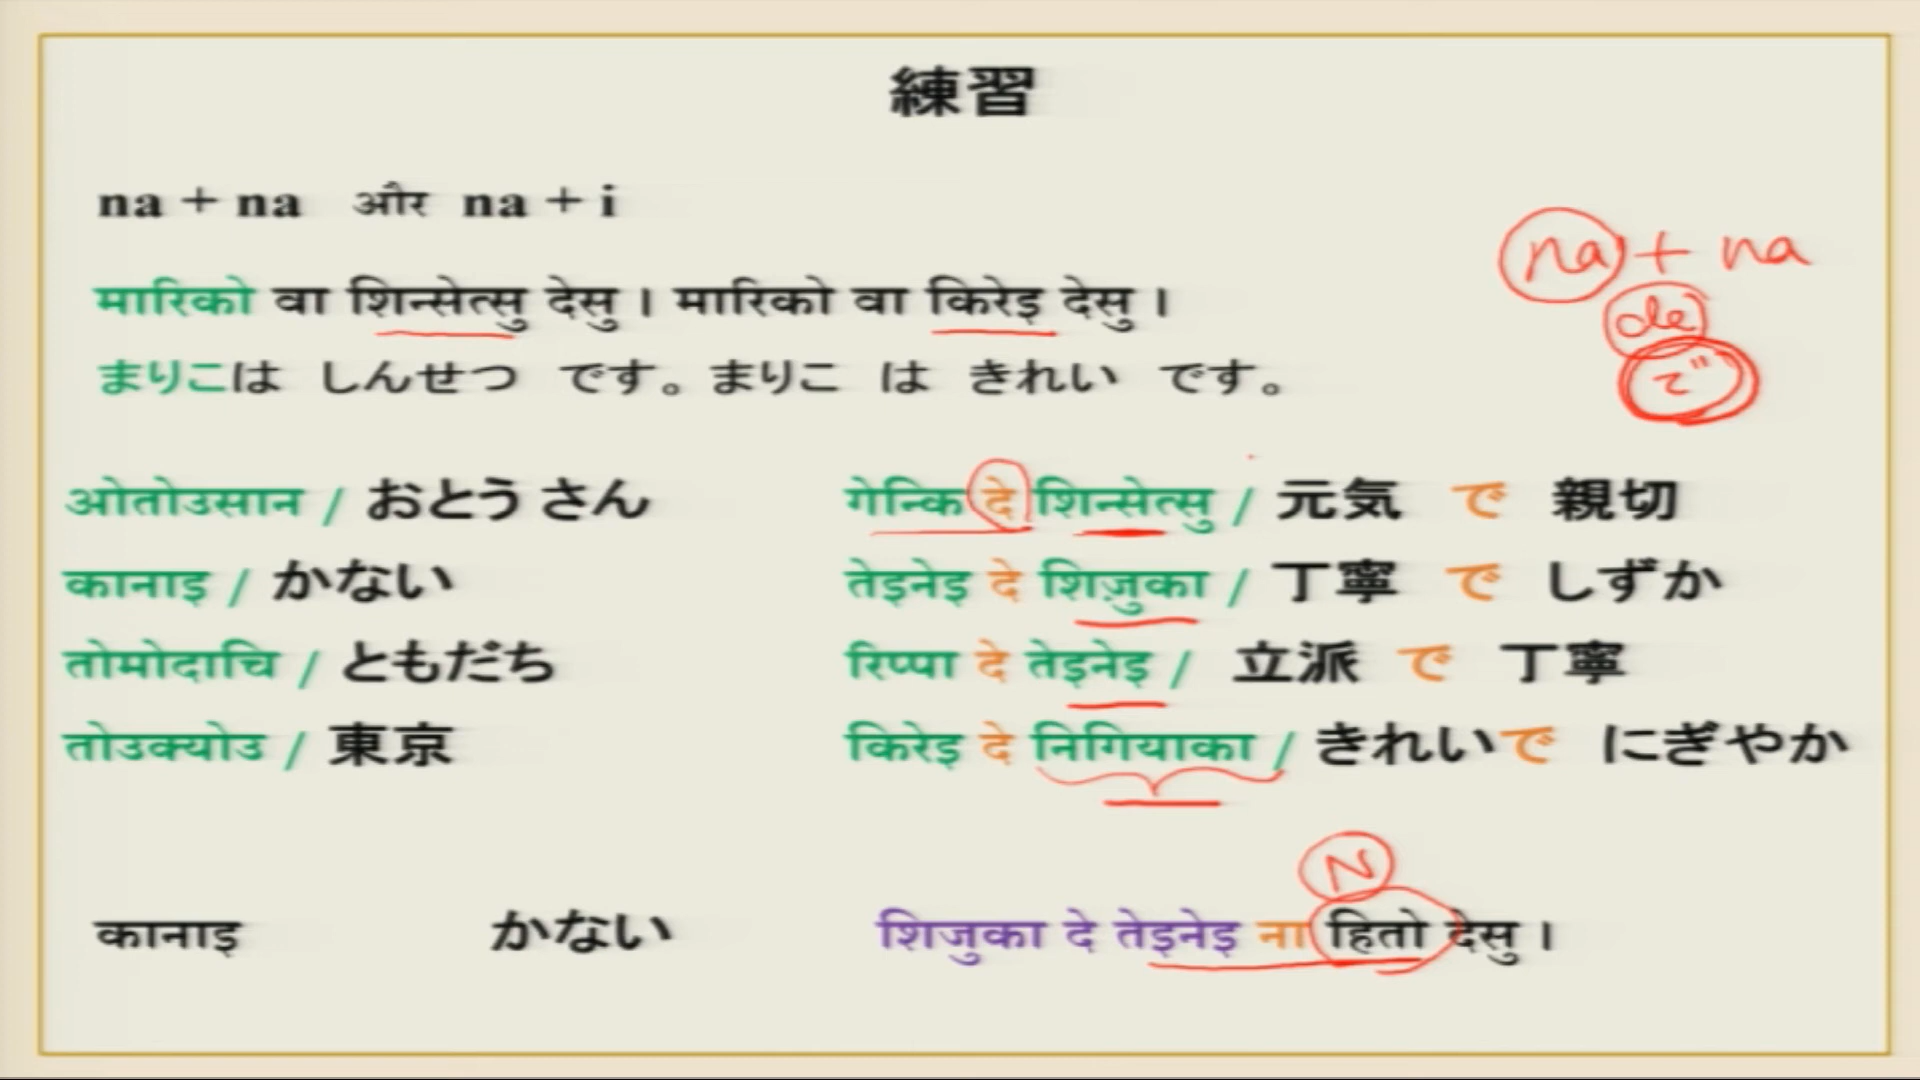 練習
na + na और na + i
na + na
de
で
मारिको वा शिन्सेत्सु देसु । मारिको वा किरेइ देसु ।
まりこは しんせつ です。まりこ は きれい です。
ओतोउसान / おとうさん गेन्कि दे शिन्सेत्सु / 元気 で 親切
कानाइ / かない तेइनेइ दे शिज़ुका / 丁寧 で しずか
तोमोदाचि / ともだち रिप्पा दे तेइनेइ / 立派 で 丁寧
तोउक्योउ / 東京 किरेइ दे निगियाका / きれいで にぎやか
N
कानाइ かない शिजुका दे तेइनेइ ना हितो देसु ।